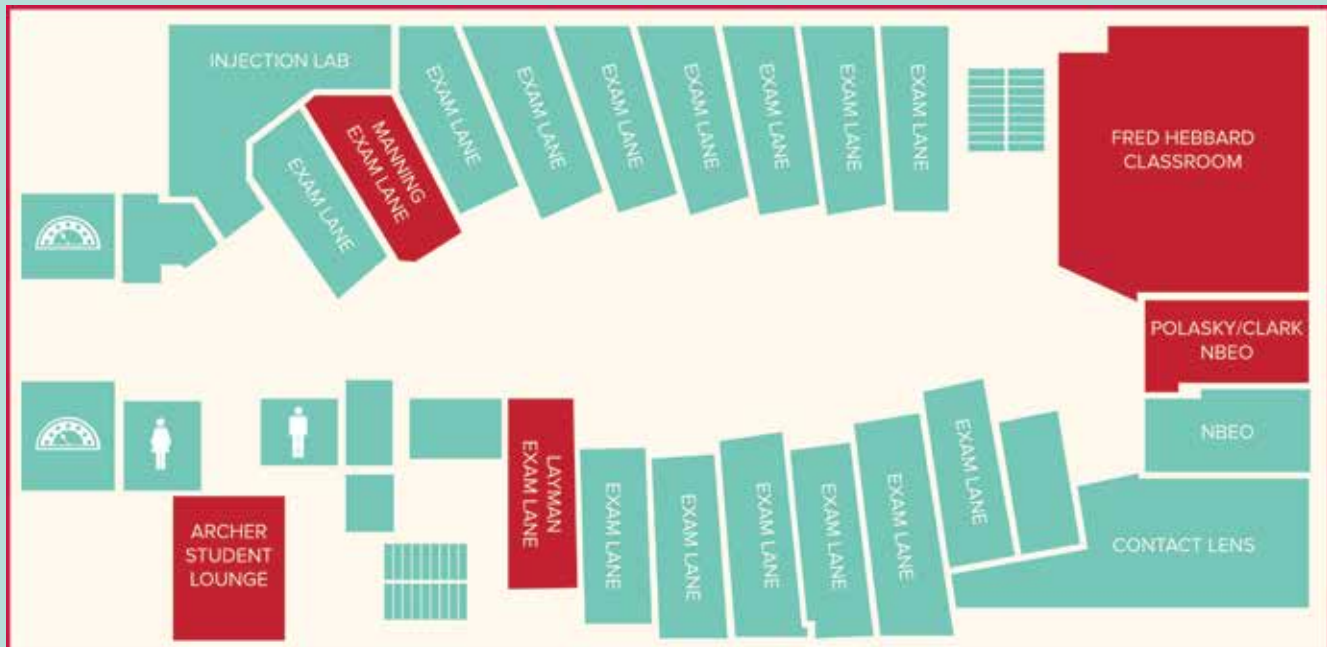 INJECTION LAB
EXAM LANE
MANNING
EXAM LANE
EXAM LANE
EXAM LANE
EXAM LANE
EXAM LANE
EXAM LANE
EXAM LANE
EXAM LANE
FRED HEBBARD
CLASSROOM
POLASKY/CLARK
NBEO
NBEO
CONTACT LENS
ARCHER
STUDENT
LOUNGE
LAYMAN
EXAM LANE
EXAM LANE
EXAM LANE
EXAM LANE
EXAM LANE
EXAM LANE
EXAM LANE